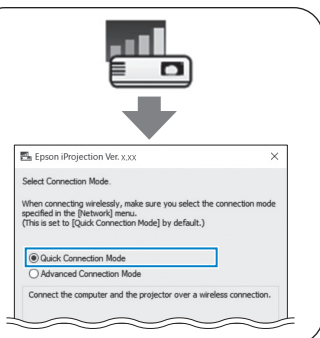 Epson iProjection Ver. x.xx
Select Connection Mode.
When connecting wirelessly, make sure you select the connection mode
specified in the [Network] menu.
(This is set to [Quick Connection Mode] by default.)
Quick Connection Mode
Advanced Connection Mode
Connect the computer and the projector over a wireless connection.